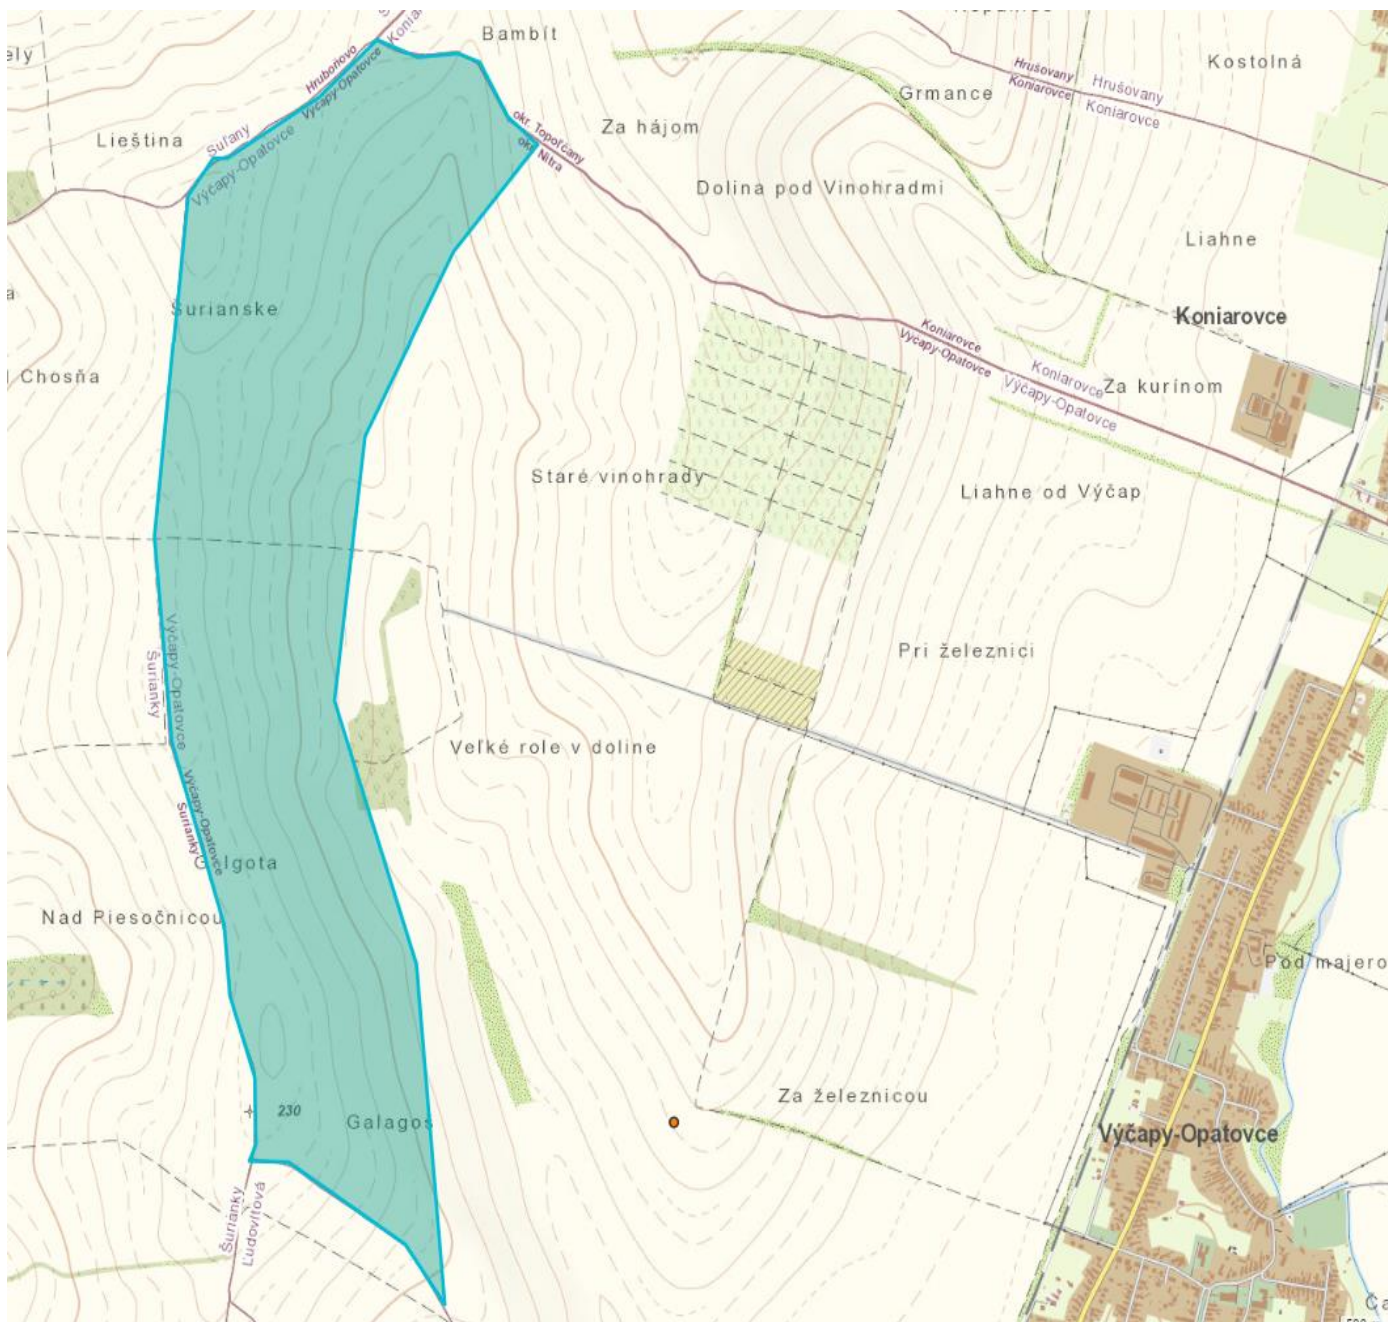 Bambít
Kostolná
ely
Hruboňovo
Výčapy-Opatovce
Grmance
Hrušovany
Koniarovce
Hrušovany
Koniarovce
Lieština
Šuľany
Výčapy-Opatovce
okr. Topoľčany
okr. Nitra
Za hájom
Dolina pod Vinohradmi
Liahne
Šurianske
Koniarovce
Koniarovce
Výčapy-Opatovce
Chosňa
Koniarovce
Výčapy-Opatovce
Za kurínom
Staré vinohrady
Liahne od Výčap
Výčapy-Opatovce
Šurianky
Pri železnici
Veľké role v doline
Výčapy-Opatovce
Šurianky
Golgota
Nad Piesočnicou
Pod majero
Za železnicou
230
Galagoš
Výčapy-Opatovce
Šurianky
Ľudovítová